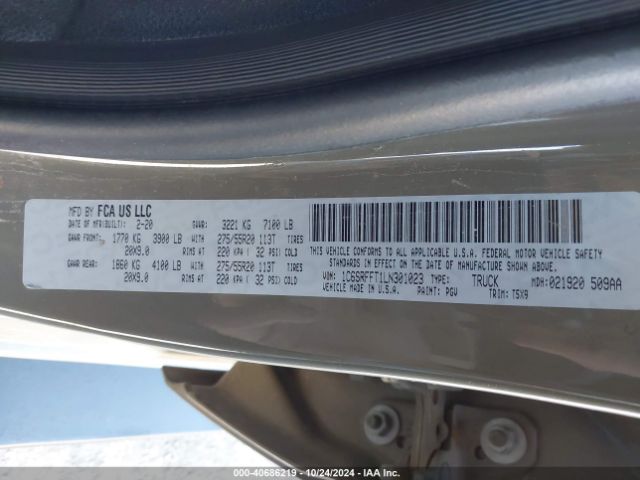 MFD BY FCA US LLC
DATE OF MFR(BUILT): 2-20 GVWR: 3221 KG 7100 LB
GAWR FRONT: 1770 KG 3900 LB WITH 275/55R20 113T TIRES
20X9.0 RIMS AT 220 KPA ( 32 PSI) COLD
GAWR REAR: 1860 KG 4100 LB WITH 275/55R20 113T TIRES
20X9.0 RIMS AT 220 KPA ( 32 PSI) COLD
THIS VEHICLE CONFORMS TO ALL APPLICABLE U.S.A. FEDERAL MOTOR VEHICLE SAFETY
STANDARDS IN EFFECT ON THE DATE OF MANUFACTURE SHOWN ABOVE.
VIN: 1C6SRFFT1LN301023 TYPE: TRUCK MDH:021920 509AA
VEHICLE MADE IN U.S.A. PAINT: PGV TRIM: T5X9
000-40686219 - 10/24/2024 - IAA Inc.